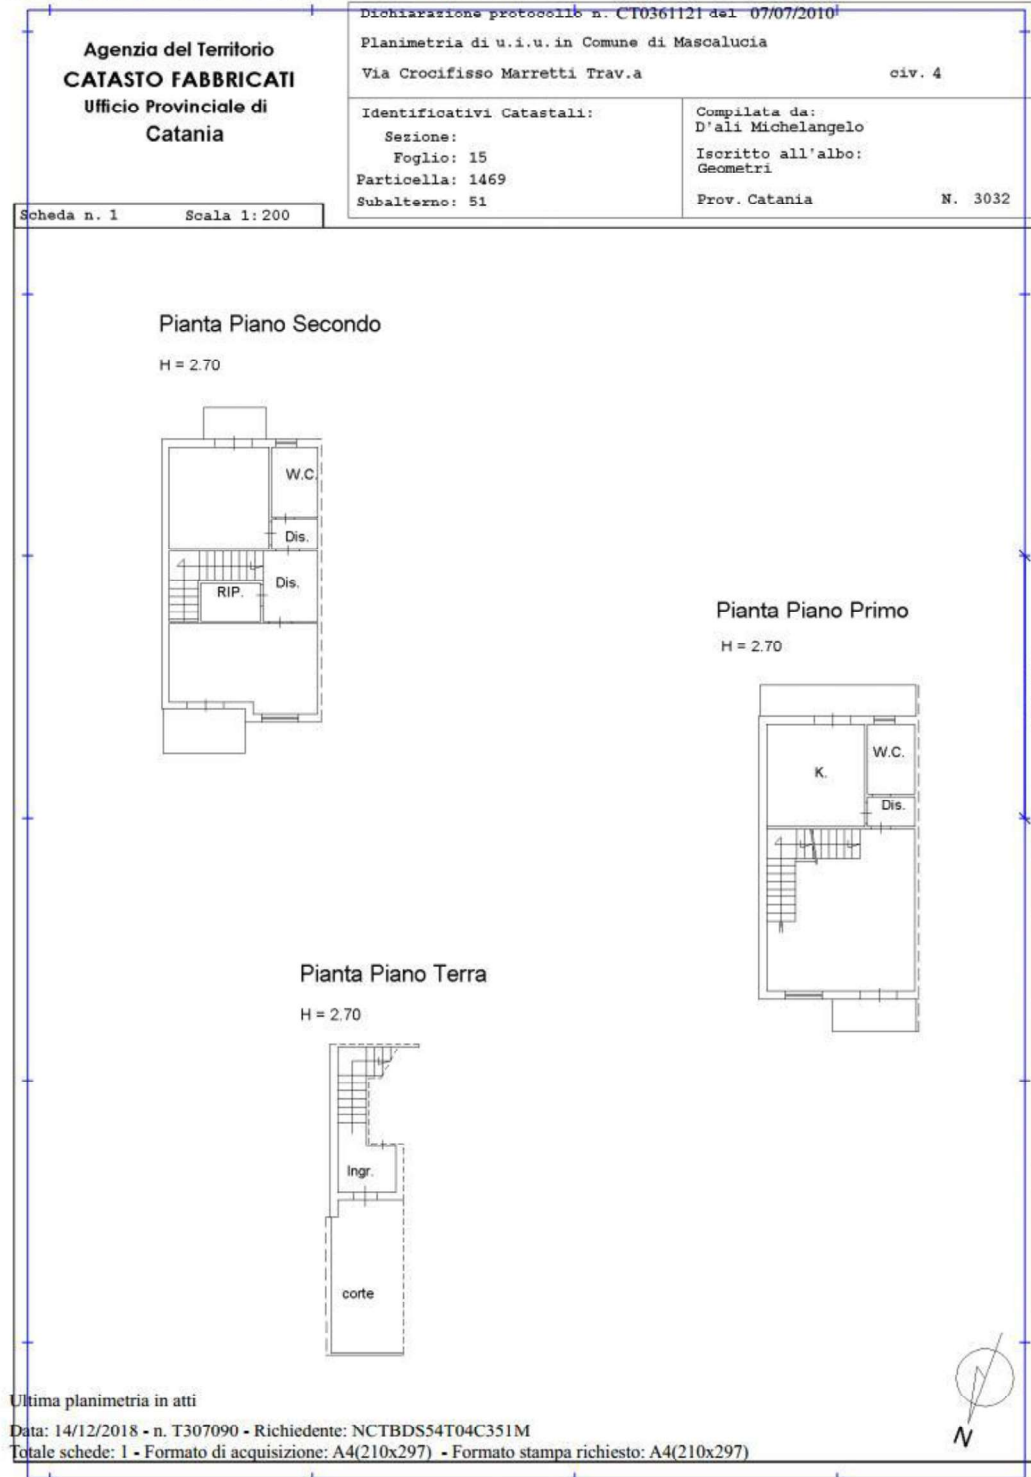 Agenzia del Territorio
CATASTO FABBRICATI
Ufficio Provinciale di
Catania
Dichiarazione protocollo n. CT0361121 del 07/07/2010
Planimetria di u.i.u. in Comune di Mascalucia
Via Crocifisso Marretti Trav.a civ. 4
Identificativi Catastali:
Sezione:
Foglio: 15
Particella: 1469
Subalterno: 51
Compilata da:
D'ali Michelangelo
Iscritto all'albo:
Geometri
Prov. Catania N. 3032
Scheda n. 1 Scala 1:200
Pianta Piano Secondo
H = 2.70
W.C.
Dis.
Dis.
RIP.
Pianta Piano Primo
H = 2.70
W.C.
K.
Dis.
Pianta Piano Terra
H = 2.70
Ingr.
corte
N
Ultima planimetria in atti
Data: 14/12/2018 - n. T307090 - Richiedente: NCTBDS54T04C351M
Totale schede: 1 - Formato di acquisizione: A4(210x297) - Formato stampa richiesto: A4(210x297)